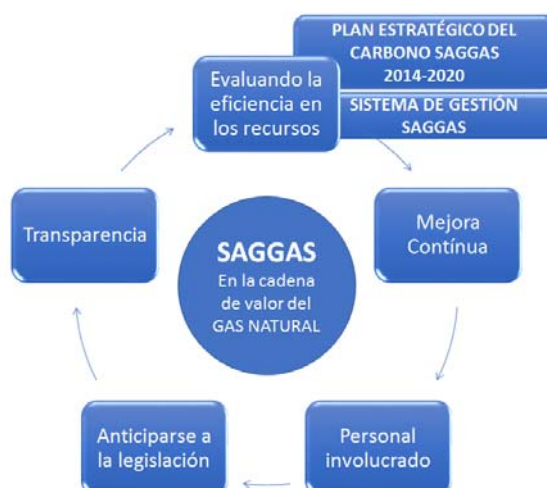 PLAN ESTRATÉGICO DEL
CARBONO SAGGAS
2014-2020
SISTEMA DE GESTIÓN
SAGGAS
Evaluando la
eficiencia en
los recursos
Mejora
Contínua
Personal
involucrado
Anticiparse a
la legislación
Transparencia
SAGGAS
En la cadena
de valor del
GAS NATURAL